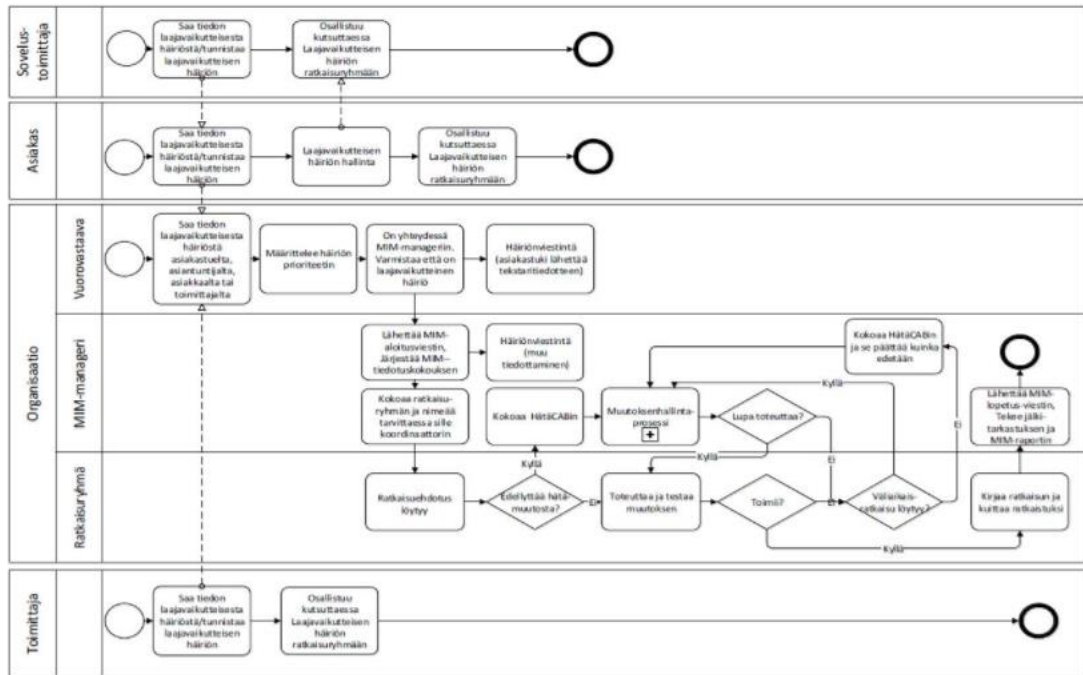 Sovelus-
toimittaja
Saa tiedon
laajavaikutteisesta
häiriöstä/tunnistaa
laajavaikutteisen
häiriön
Osallistuu
kutsuttaessa
Laajavaikutteisen
häiriön
ratkaisuryhmään
Asiakas
Saa tiedon
laajavaikutteisesta
häiriöstä/tunnistaa
laajavaikutteisen
häiriön
Laajavaikutteisen
häiriön hallinta
Osallistuu
kutsuttaessa
Laajavaikutteisen
häiriön
ratkaisuryhmään
Organisaatio
Vuorovastaava
Saa tiedon
laajavaikutteisesta
häiriöstä
asiakastuelta,
asiantuntijalta,
asiakkaalta tai
toimittajalta
Määrittelee häiriön
prioriteetin
On yhteydessä
MIM-manageriin.
Varmistaa että on
laajavaikutteinen
häiriö
Häiriönviestintä
(asiakastuki lähettää
tekstaritiedotteen)
MIM-manageri
Lähettää MIM-
aloitusviestin,
Järjestää MIM--
tiedotuskokouksen
Häiriönviestintä
(muu
tiedottaminen)
Kokoaa HätäCABin
ja se päättää kuinka
edetään
Kyllä
Kokoaa ratkaisu-
ryhmän ja nimeää
tarvittaessa sille
koordinaattorin
Kokoaa HätäCABin
Muutoksenhallinta-
prosessi
Lupa toteuttaa?
Ei
Lähettää MIM-
lopetus-viestin,
Tekee jälki-
tarkastuksen ja
MIM-raportin
Ratkaisuryhmä
Kyllä
Kyllä
Ei
Ratkaisuehdotus
löytyy
Edellyttää hätä-
muutosta?
Ei
Toteuttaa ja testaa
muutoksen
Toimii?
Ei
Väliaikais-
ratkaisu löytyy?
Kirjaa ratkaisun ja
kuittaa ratkaistuksi
Kyllä
Toimittaja
Saa tiedon
laajavaikutteisesta
häiriöstä/tunnistaa
laajavaikutteisen
häiriön
Osallistuu
kutsuttaessa
Laajavaikutteisen
häiriön
ratkaisuryhmään